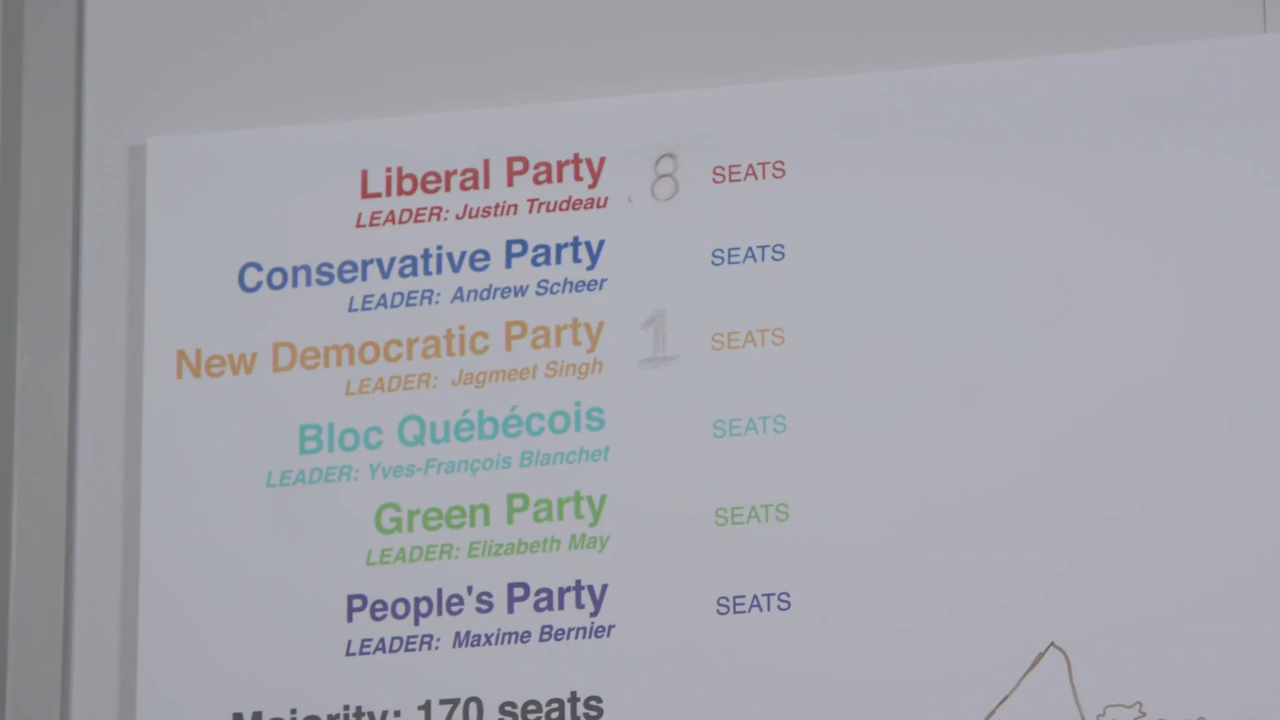 Liberal Party 8 SEATS
LEADER: Justin Trudeau
Conservative Party SEATS
LEADER: Andrew Scheer
New Democratic Party 1 SEATS
LEADER: Jagmeet Singh
Bloc Québécois SEATS
LEADER: Yves-François Blanchet
Green Party SEATS
LEADER: Elizabeth May
People's Party SEATS
LEADER: Maxime Bernier
Majority: 170 seats